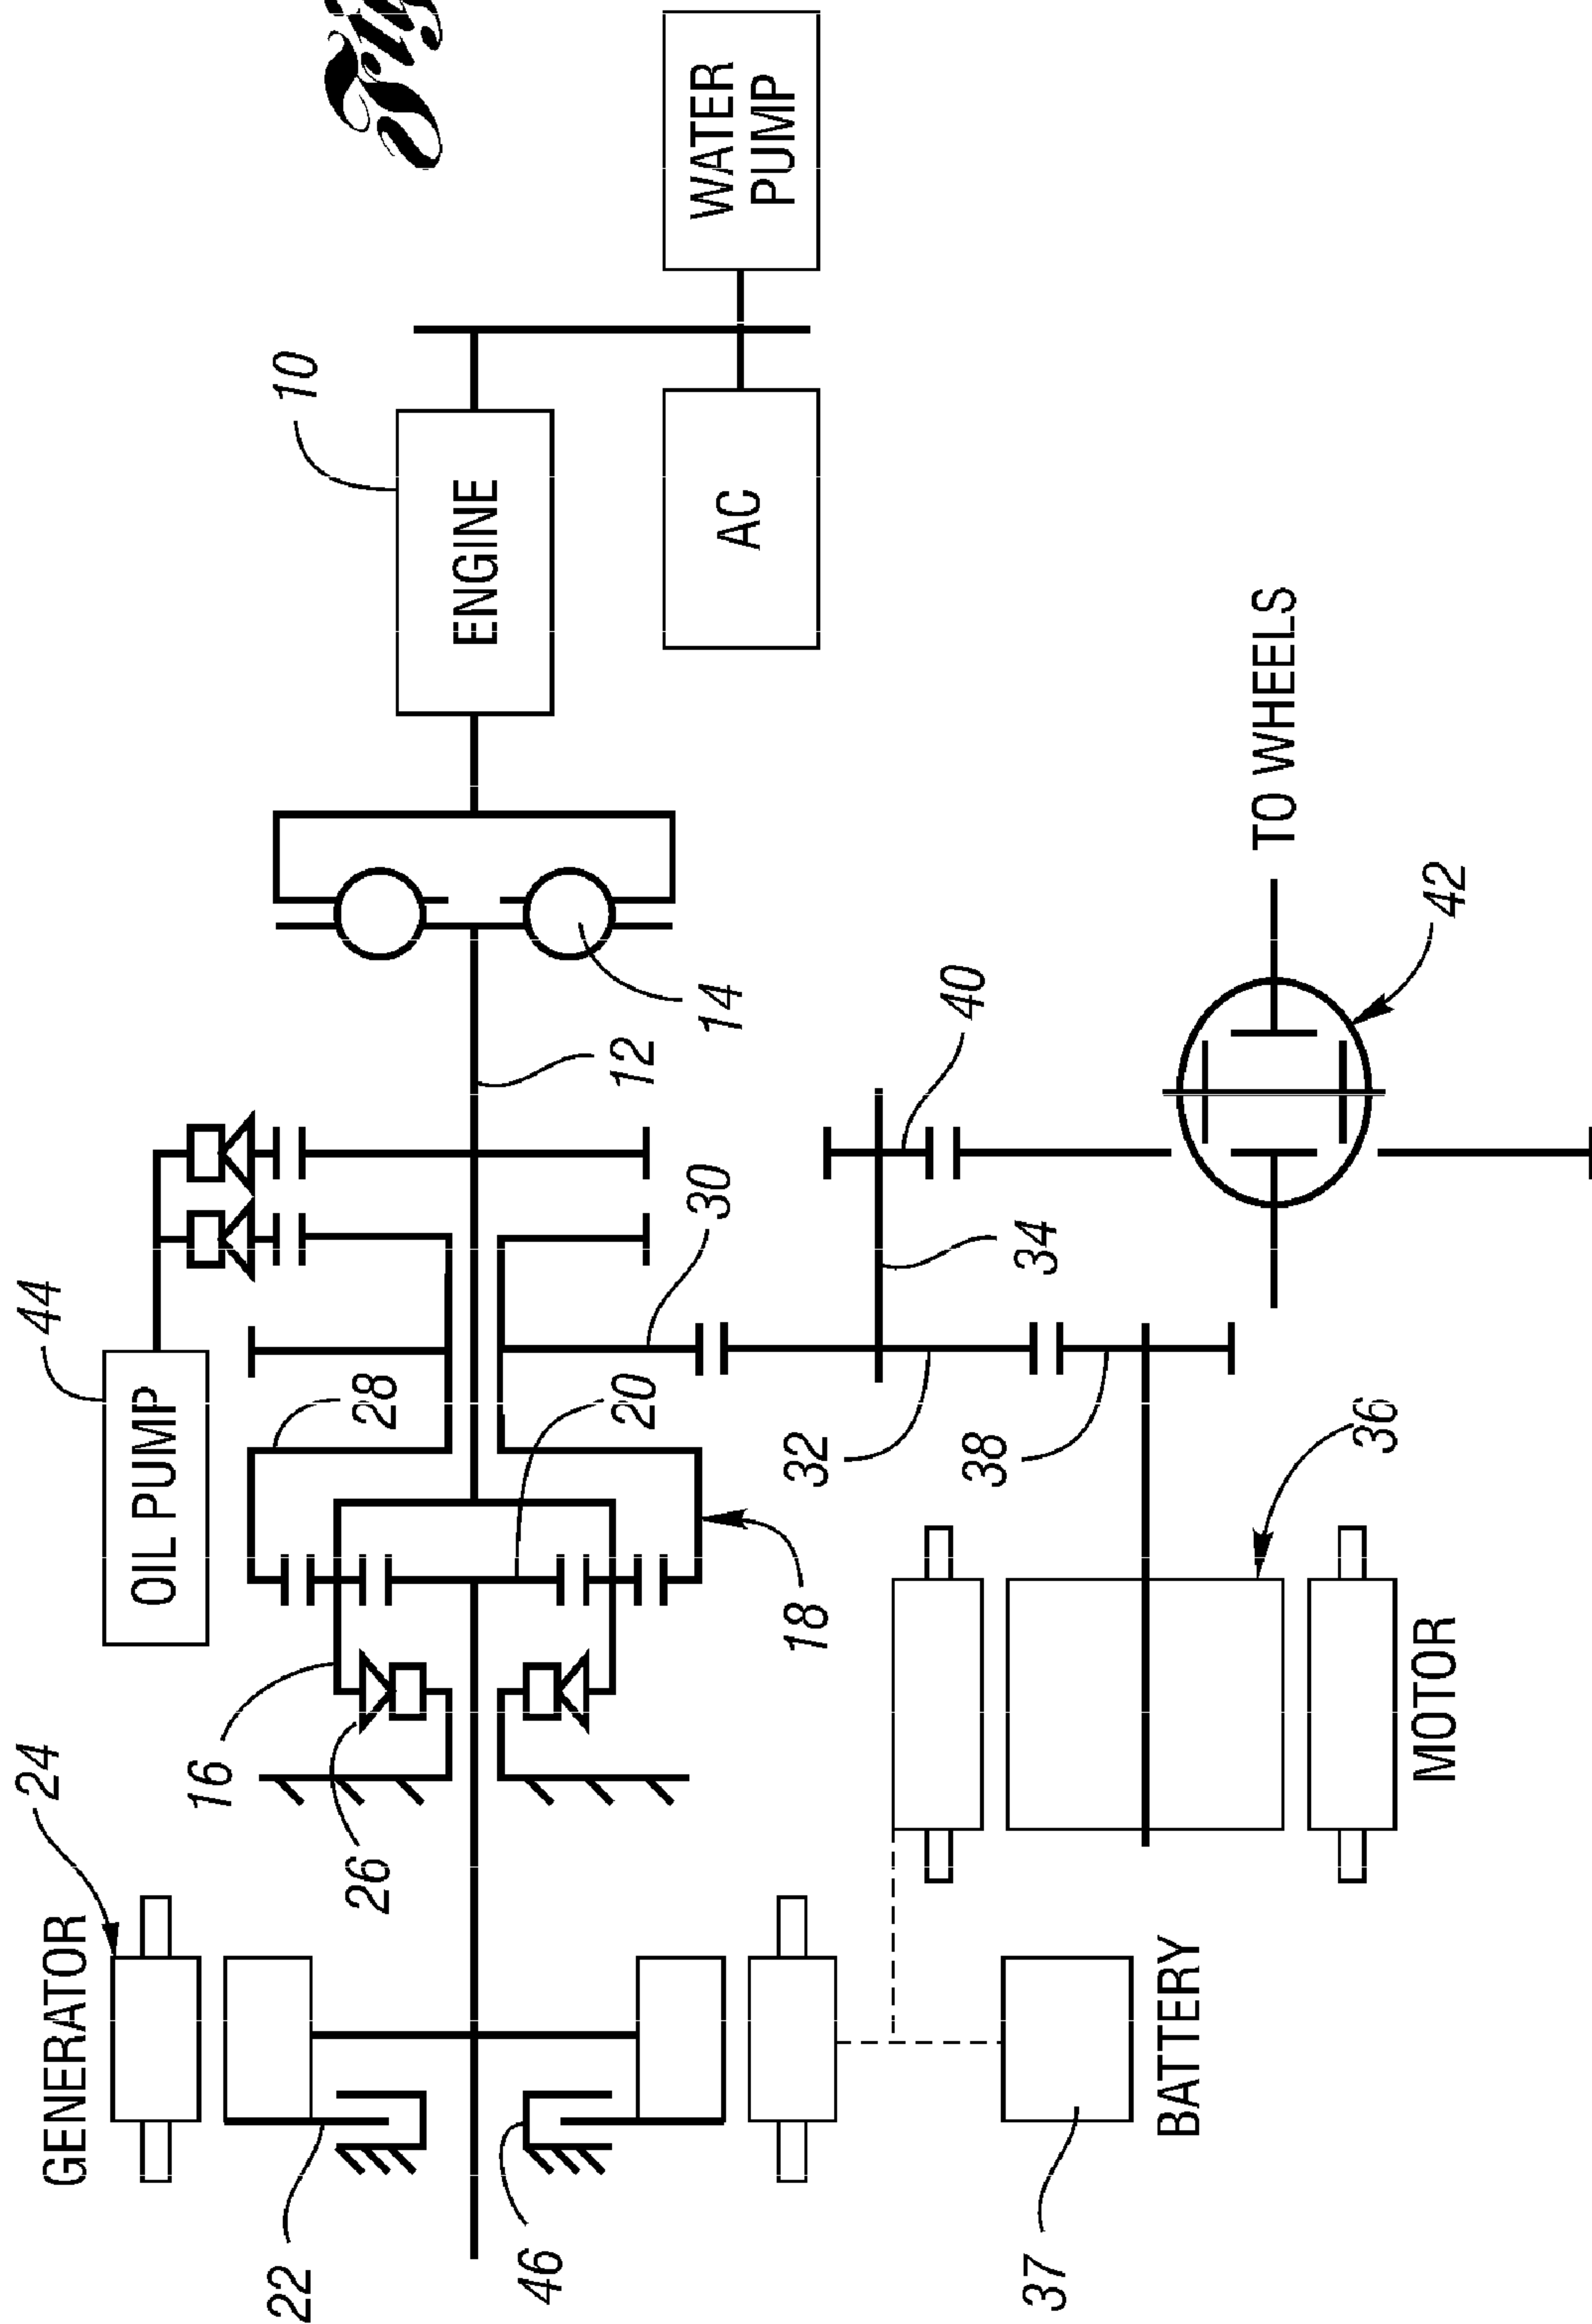 GENERATOR
24
OIL PUMP
44
22
26
16
28
10
46
18
20
30
12
14
ENGINE
AC
WATER
PUMP
32
38
34
40
37
BATTERY
MOTOR
36
42
TO WHEELS